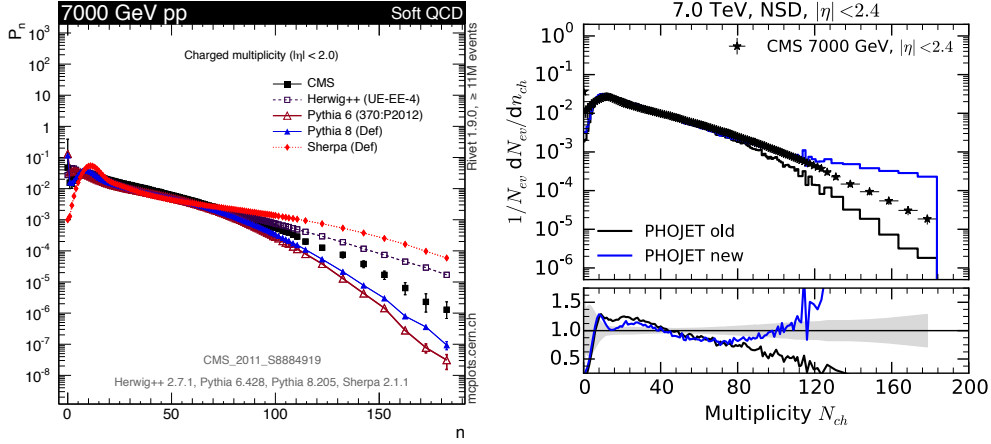 7000 GeV pp
Soft QCD
P_n
Charged multiplicity (|η| < 2.0)
CMS
Herwig++ (UE-EE-4)
Pythia 6 (370:P2012)
Pythia 8 (Def)
Sherpa (Def)
10^3
10^2
10
1
10^-1
10^-2
10^-3
10^-4
10^-5
10^-6
10^-7
10^-8
CMS_2011_S8884919
Herwig++ 2.7.1, Pythia 6.428, Pythia 8.205, Sherpa 2.1.1
0 50 100 150
n
Rivet 1.9.0, ≥ 11M events
mcplots.cern.ch
7.0 TeV, NSD, |η| <2.4
CMS 7000 GeV, |η| <2.4
1/N_ev dN_ev/dn_ch
10^0
10^-1
10^-2
10^-3
10^-4
10^-5
10^-6
PHOJET old
PHOJET new
1.5
1.0
0.5
0 40 80 120 160 200
Multiplicity N_ch